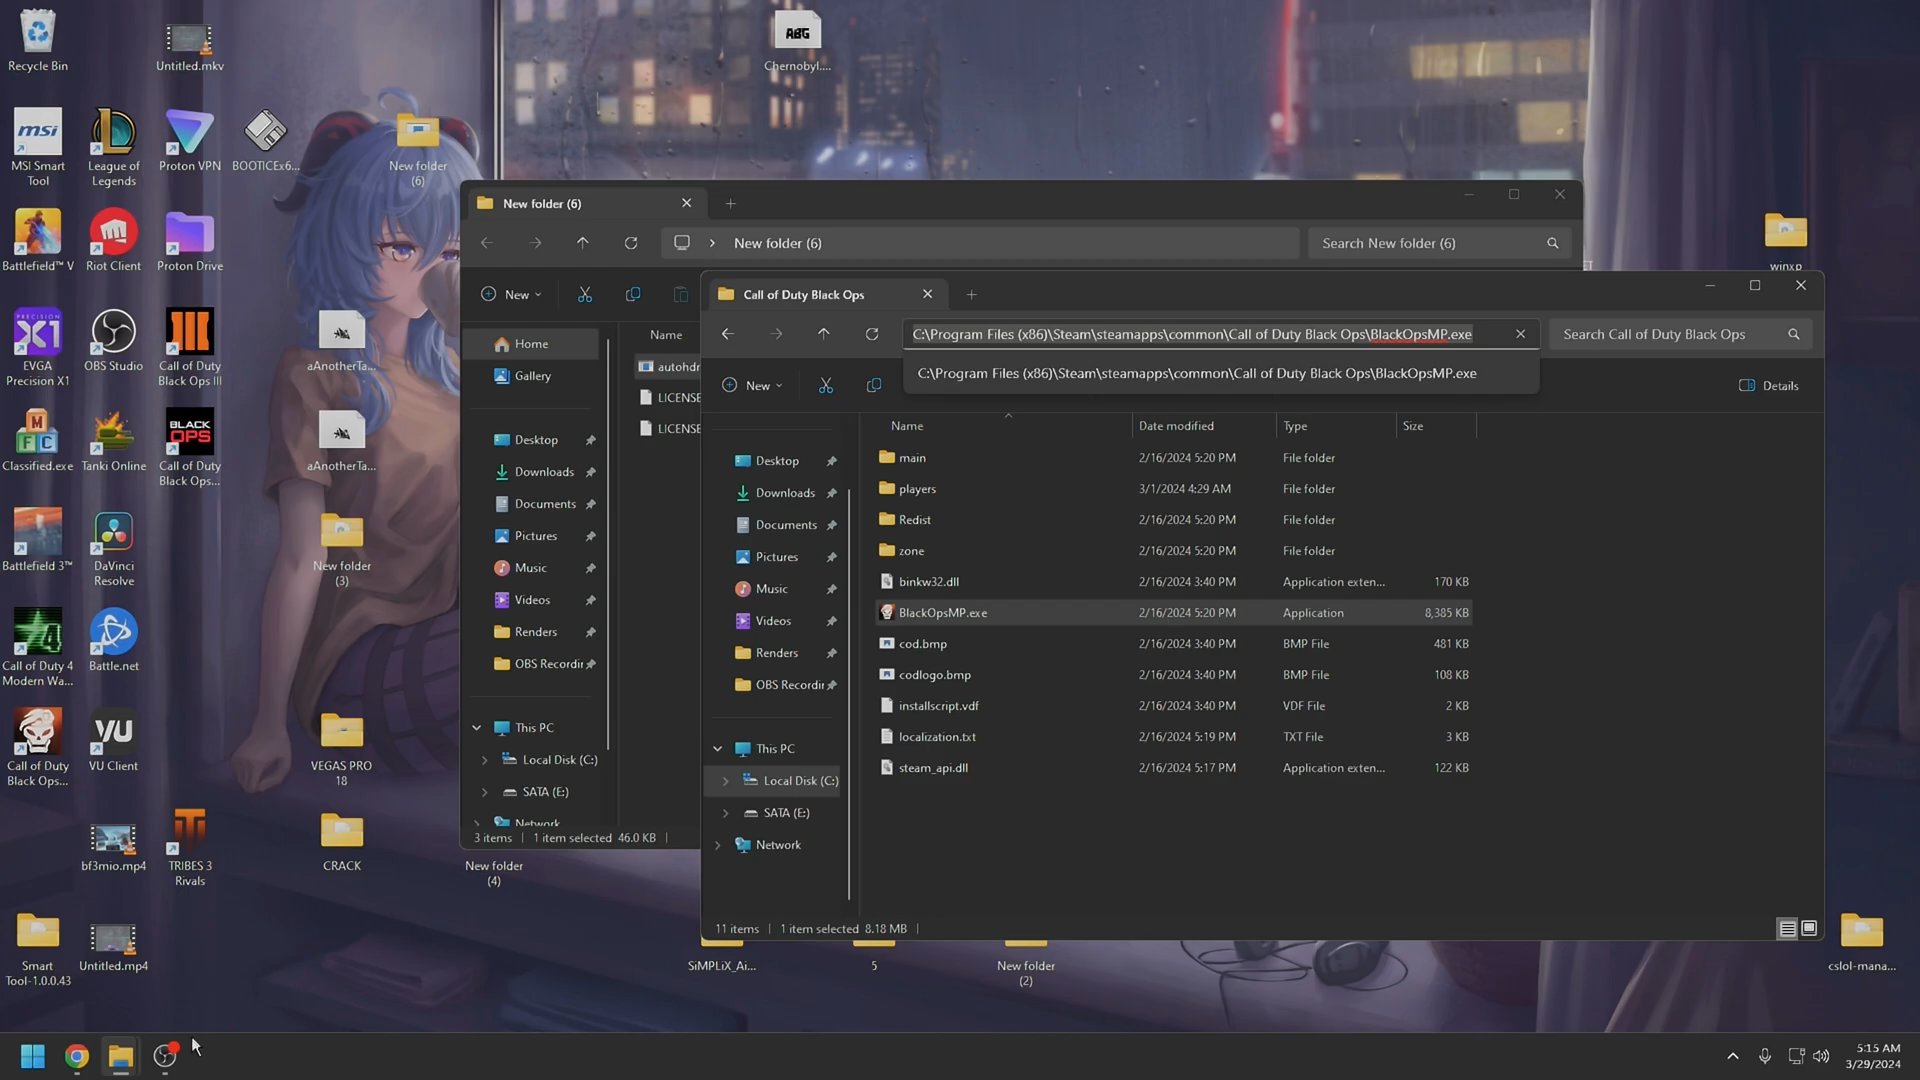 Recycle Bin
Untitled.mkv
ABG
Chernobyl....
msi
MSI Smart
Tool
League of
Legends
Proton VPN
BOOTICEx6...
New folder
(6)
Battlefield™ V
Riot Client
Proton Drive
winxp
PRECISION
X1
EVGA
Precision X1
OBS Studio
Call of Duty
Black Ops III
aAnotherTa...
M
F C
Classified.exe
Tanki Online
BLACK
OPS
Call of Duty
Black Ops...
aAnotherTa...
Battlefield 3™
DaVinci
Resolve
New folder
(3)
4
Call of Duty 4
Modern Wa...
Battle.net
Call of Duty
Black Ops...
VU
VU Client
VEGAS PRO
18
bf3mio.mp4
TRIBES 3
Rivals
CRACK
New folder
(4)
Smart
Tool-1.0.0.43
Untitled.mp4
SiMPLiX_Ai...
5
New folder
(2)
cslol-mana...
New folder (6)
New folder (6)
Search New folder (6)
ET
New
Name
Home
Gallery
autohdr
LICENSE
LICENSE
Desktop
Downloads
Documents
Pictures
Music
Videos
Renders
OBS Recordin
This PC
Local Disk (C:)
SATA (E:)
Network
3 items
1 item selected 46.0 KB
Call of Duty Black Ops
C:\Program Files (x86)\Steam\steamapps\common\Call of Duty Black Ops\BlackOpsMP.exe
Search Call of Duty Black Ops
C:\Program Files (x86)\Steam\steamapps\common\Call of Duty Black Ops\BlackOpsMP.exe
New
Details
Desktop
Downloads
Documents
Pictures
Music
Videos
Renders
OBS Recordin
This PC
Local Disk (C:)
SATA (E:)
Network
Name Date modified Type Size
main 2/16/2024 5:20 PM File folder
players 3/1/2024 4:29 AM File folder
Redist 2/16/2024 5:20 PM File folder
zone 2/16/2024 5:20 PM File folder
binkw32.dll 2/16/2024 3:40 PM Application exten... 170 KB
BlackOpsMP.exe 2/16/2024 5:20 PM Application 8,385 KB
cod.bmp 2/16/2024 3:40 PM BMP File 481 KB
codlogo.bmp 2/16/2024 3:40 PM BMP File 108 KB
installscript.vdf 2/16/2024 3:40 PM VDF File 2 KB
localization.txt 2/16/2024 5:19 PM TXT File 3 KB
steam_api.dll 2/16/2024 5:17 PM Application exten... 122 KB
11 items
1 item selected 8.18 MB
5:15 AM
3/29/2024